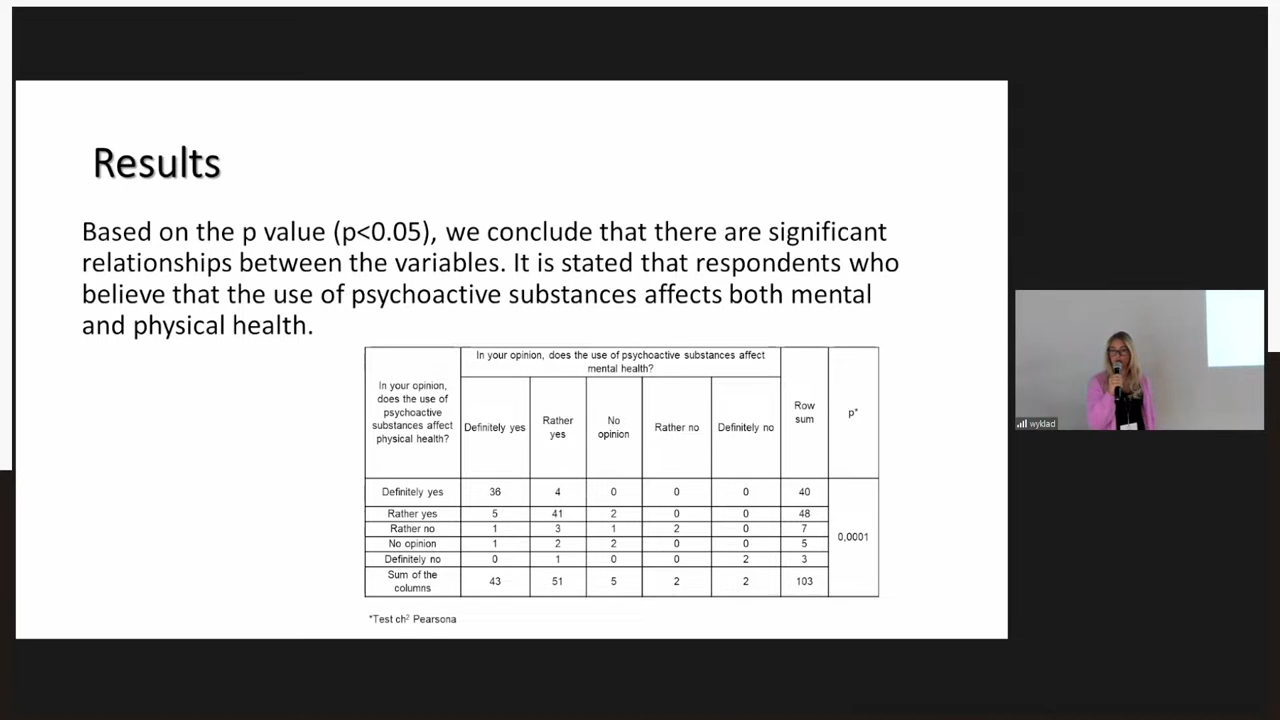 Results
Based on the p value (p<0.05), we conclude that there are significant
relationships between the variables. It is stated that respondents who
believe that the use of psychoactive substances affects both mental
and physical health.
In your opinion, does the use of psychoactive substances affect
mental health?
In your opinion,
does the use of
psychoactive
substances affect
physical health?
Definitely yes
Rather
yes
No
opinion
Rather no
Definitely no
Row
sum
p*
Definitely yes 36 4 0 0 0 40
Rather yes 5 41 2 0 0 48
Rather no 1 3 1 2 0 7
No opinion 1 2 2 0 0 5
Definitely no 0 1 0 0 2 3
0,0001
Sum of the
columns
43 51 5 2 2 103
*Test ch² Pearsona
wyklad